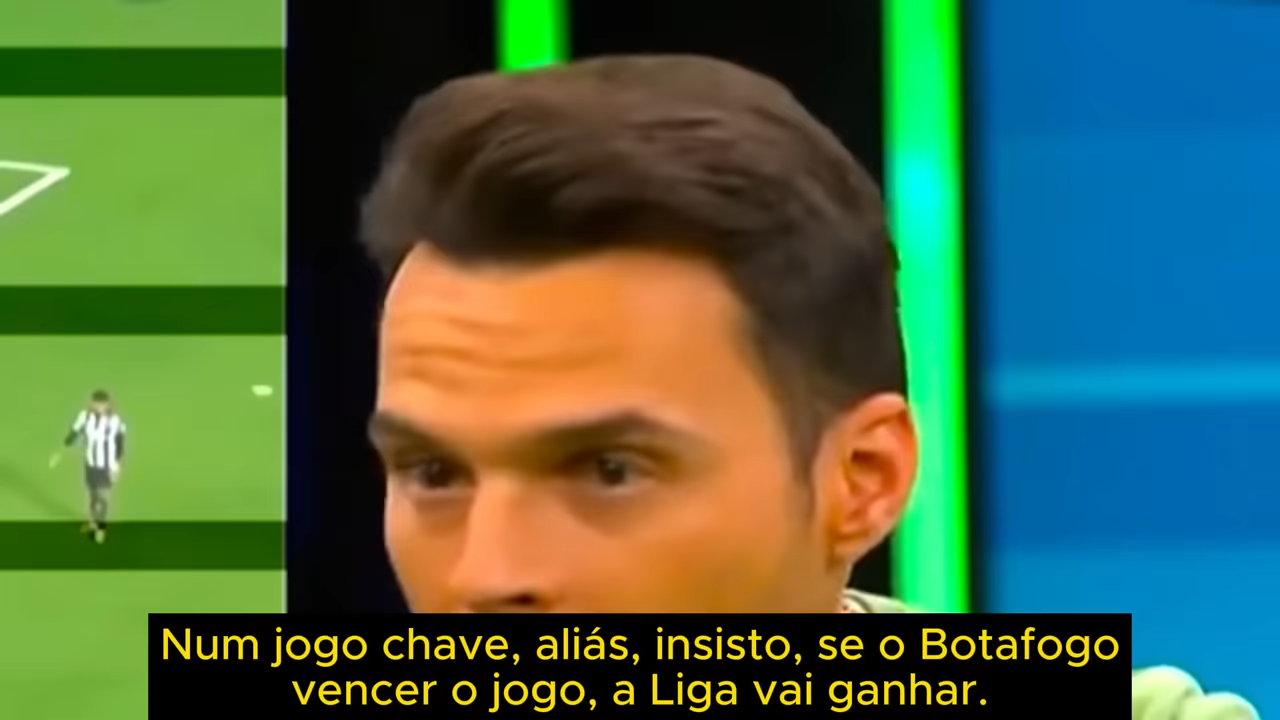 Num jogo chave, aliás, insisto, se o Botafogo
vencer o jogo, a Liga vai ganhar.